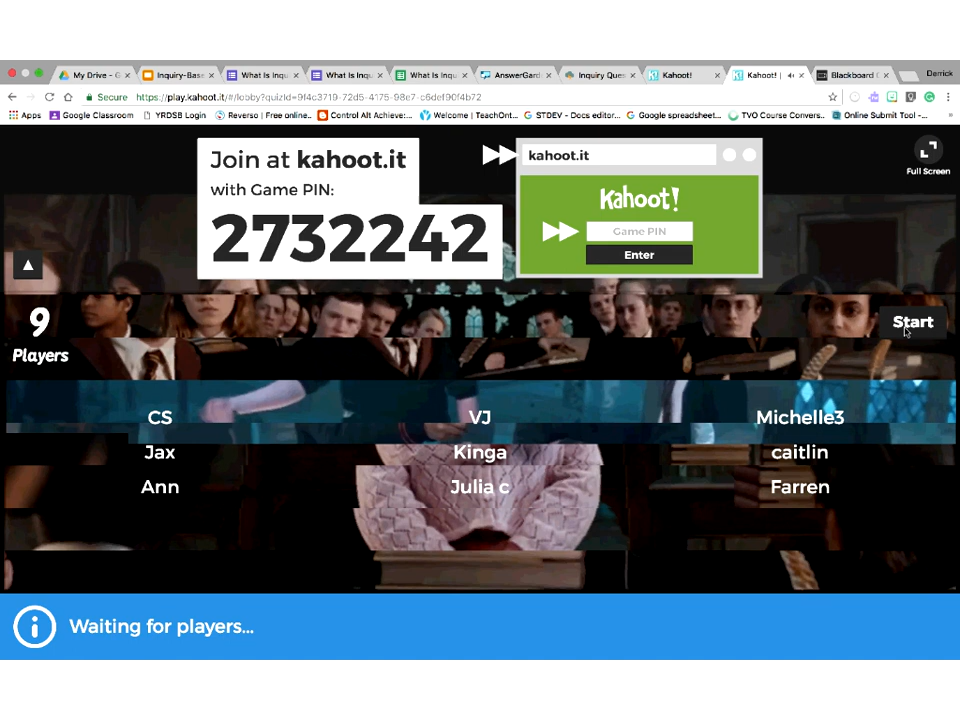 My Drive - G
Inquiry-Base
What Is Inqu
What Is Inqu
What Is Inqu
AnswerGard
Inquiry Ques
Kahoot!
Kahoot! |
Blackboard C
Derrick
Secure
https://play.kahoot.it/#/lobby?quizId=9f4c3719-72d5-4175-98e7-c6def90f4b72
Apps
Google Classroom
YRDSB Login
Reverso | Free online..
Control Alt Achieve:...
Welcome | TeachOnt...
STDEV - Docs editor...
Google spreadsheet...
TVO Course Convers..
Online Submit Tool -...
Join at kahoot.it
with Game PIN:
2732242
kahoot.it
Kahoot!
Game PIN
Enter
Full Screen
9
Players
Start
CS
VJ
Michelle3
Jax
Kinga
caitlin
Ann
Julia c
Farren
Waiting for players...